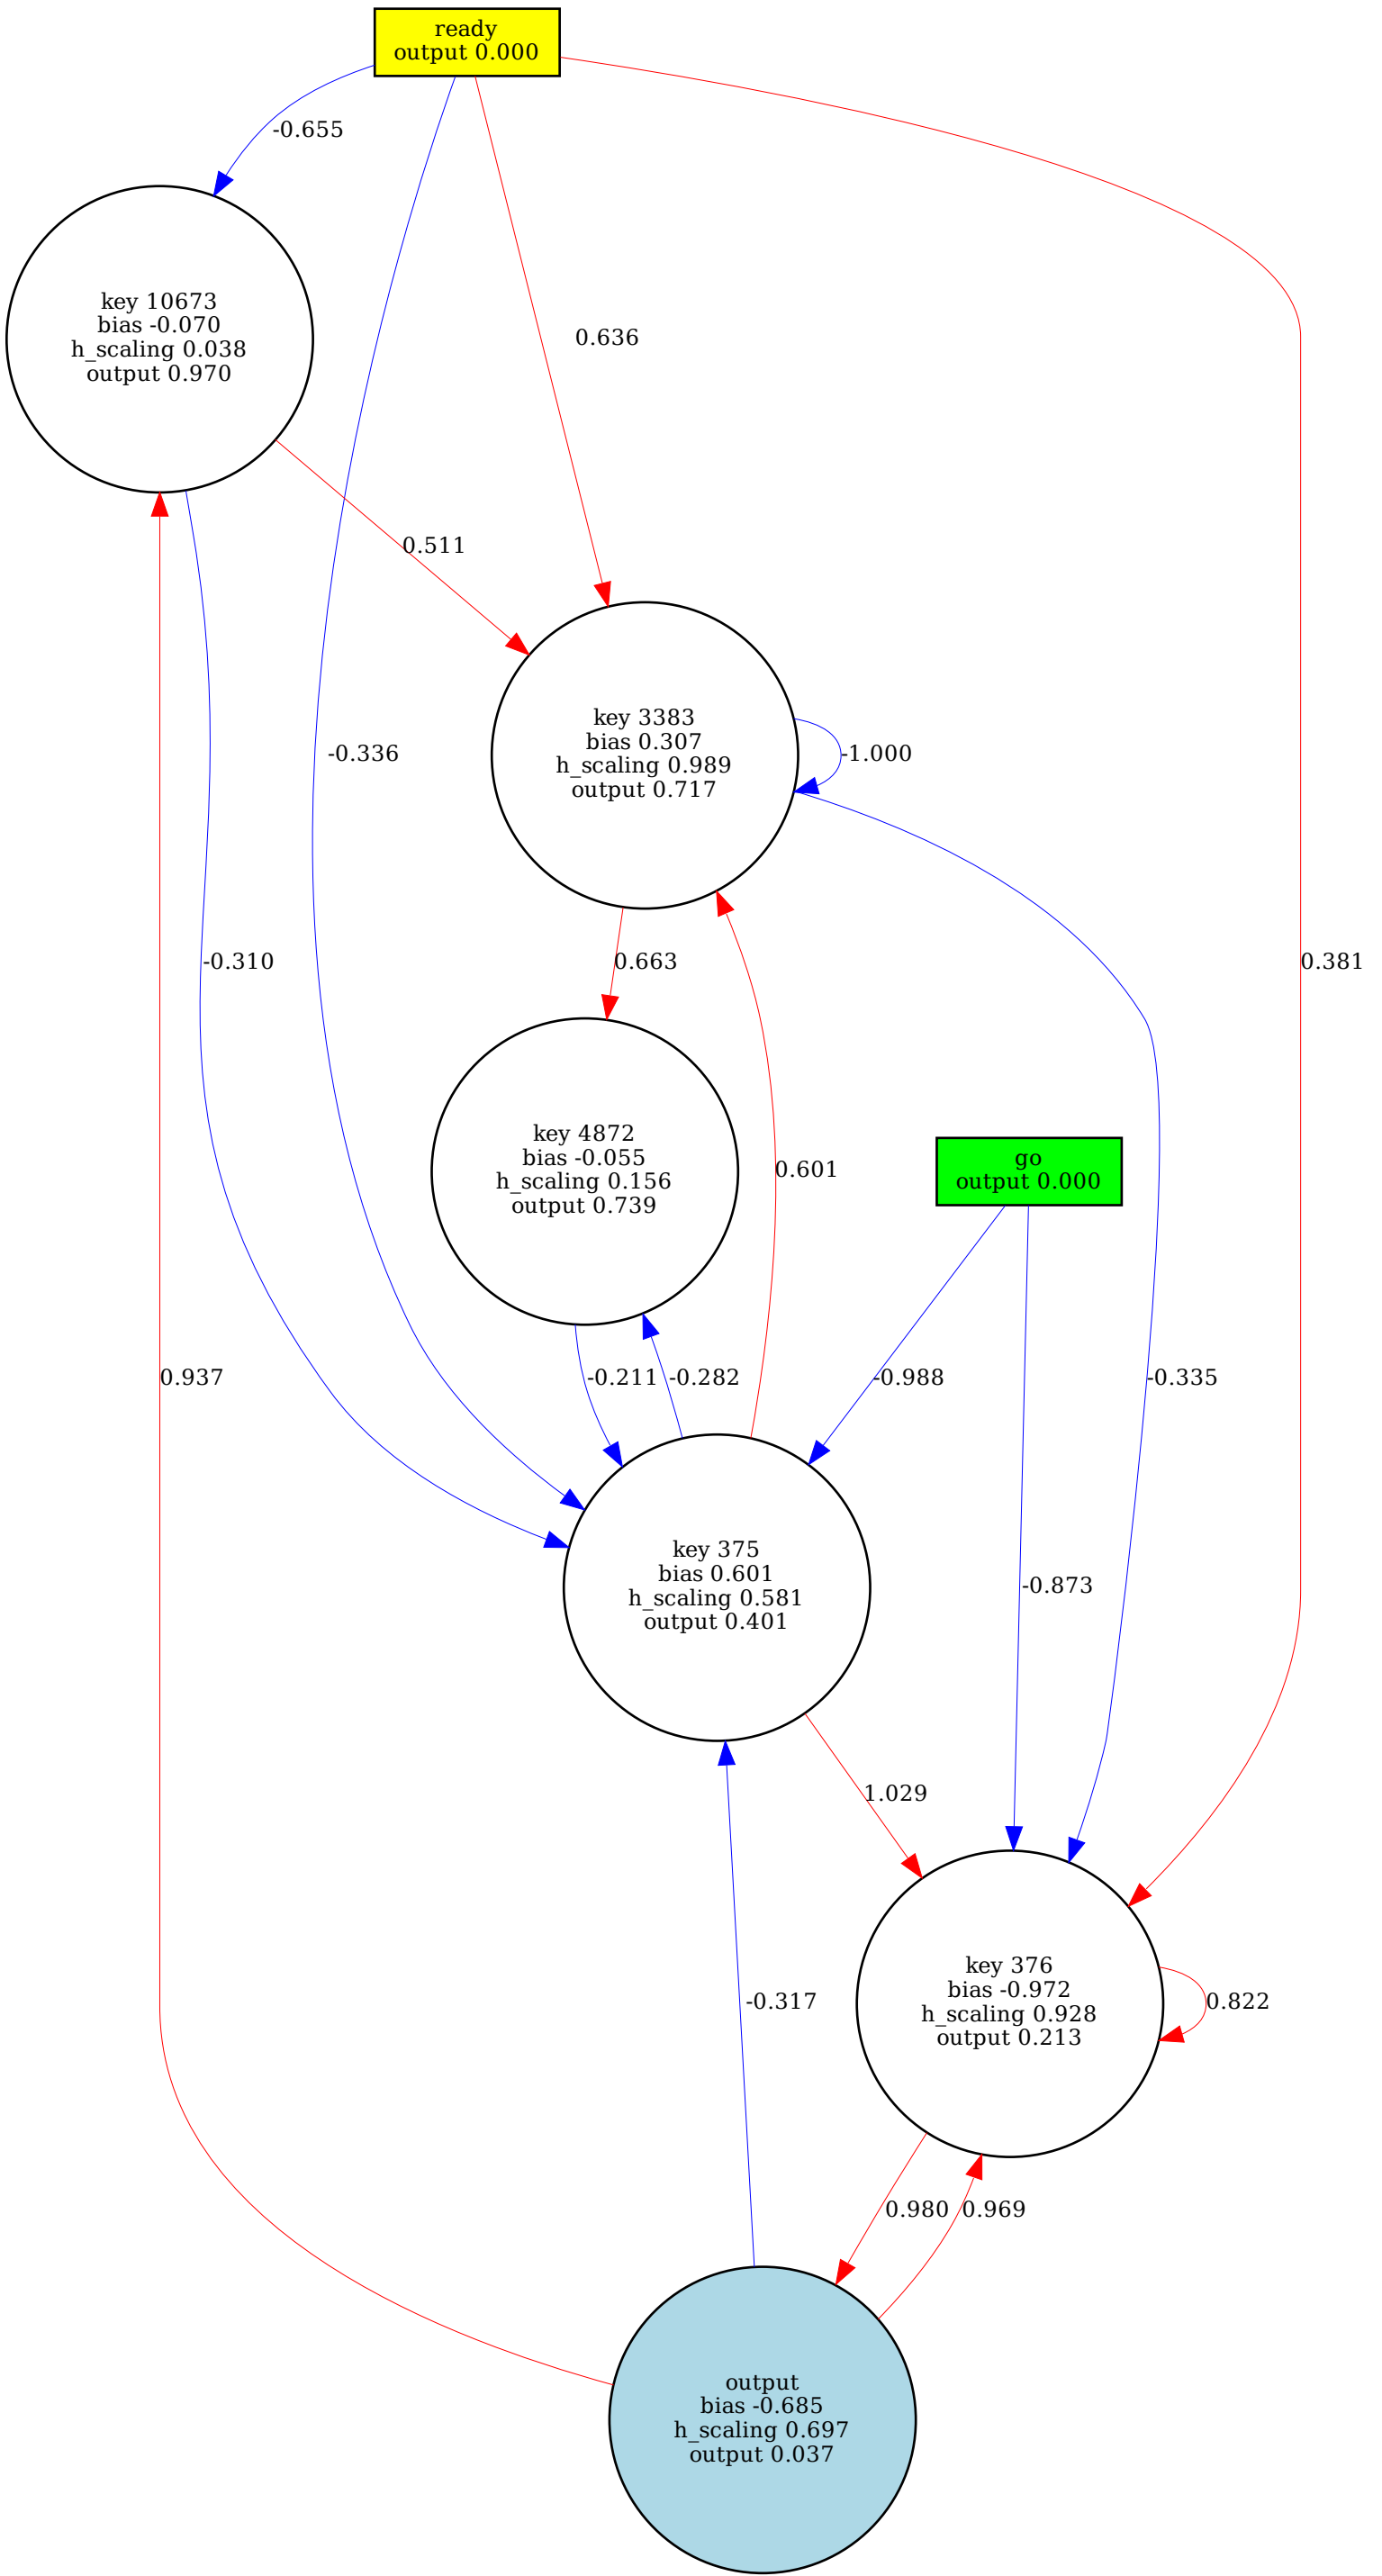 ready
output 0.000
-0.655
key 10673
bias -0.070
h_scaling 0.038
output 0.970
0.636
0.511
key 3383
bias 0.307
h_scaling 0.989
output 0.717
-1.000
-0.336
-0.310
0.663
0.381
key 4872
bias -0.055
h_scaling 0.156
output 0.739
go
output 0.000
0.601
0.937
-0.211
-0.282
-0.988
-0.335
key 375
bias 0.601
h_scaling 0.581
output 0.401
-0.873
1.029
key 376
bias -0.972
h_scaling 0.928
output 0.213
-0.317
0.822
0.980
0.969
output
bias -0.685
h_scaling 0.697
output 0.037